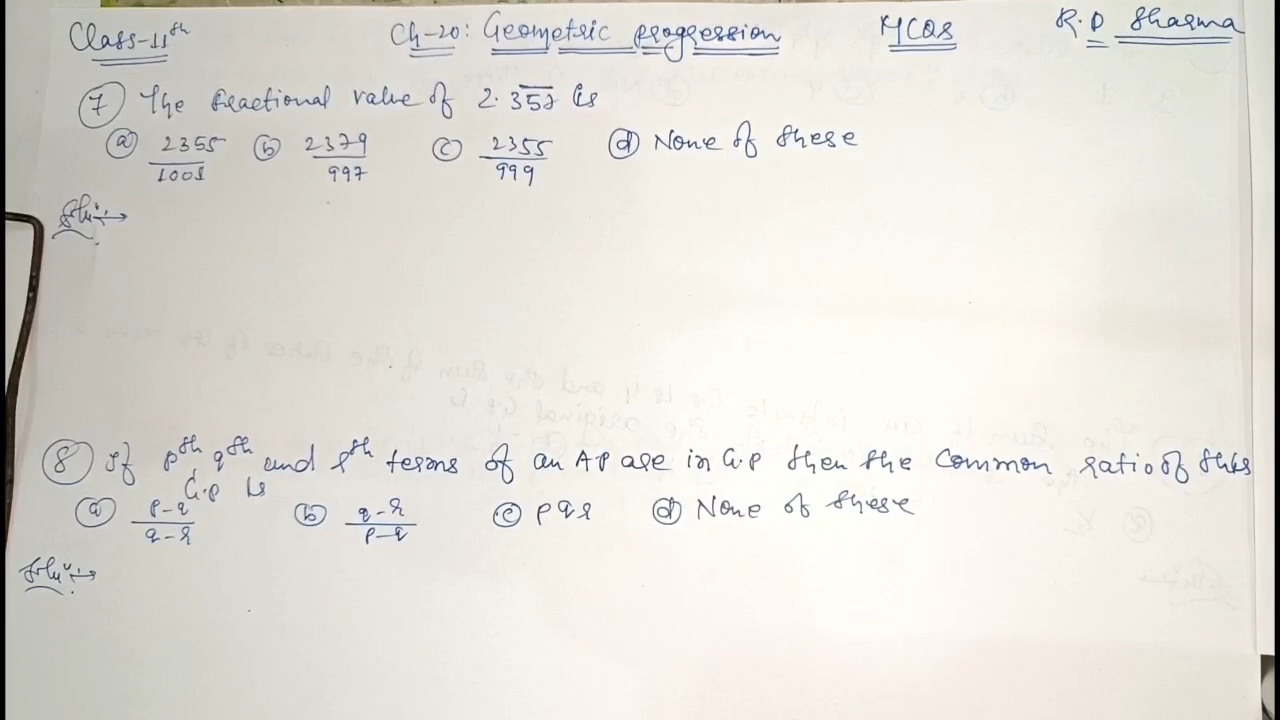 Class-11th Ch-20: Geometric progression MCQS R.D Sharma
7 The fractional value of 2.\overline{357} is
a 2355/1001 b 2379/997 c 2355/999 d None of these
Solu:→
8 If pth qth and rth terms of an AP are in G.P then the common ratio of this
G.P is
a p-q/q-r b q-r/p-q c pqr d None of these
Solu:→